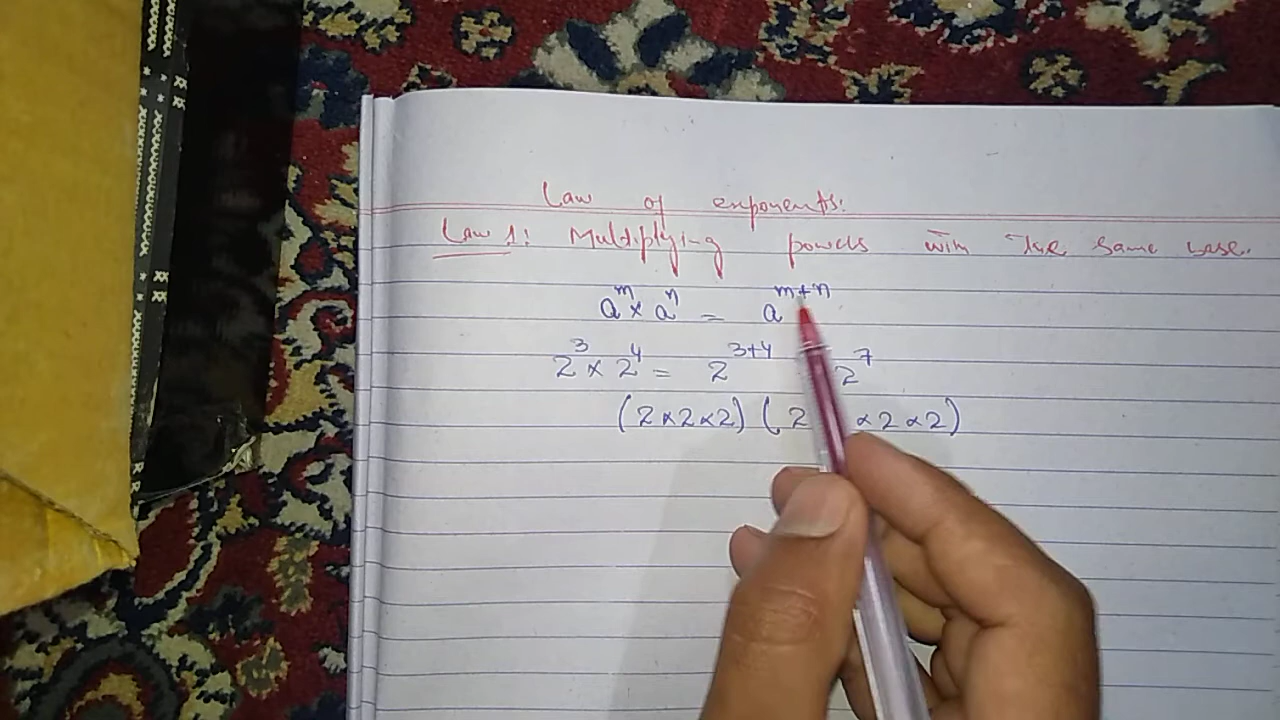 Law of exponents:
Law 1: Multiplying powers with the same base.
a^m × a^n = a^(m+n)
2^3 × 2^4 = 2^(3+4) 2^7
(2×2×2) (2 ×2×2)